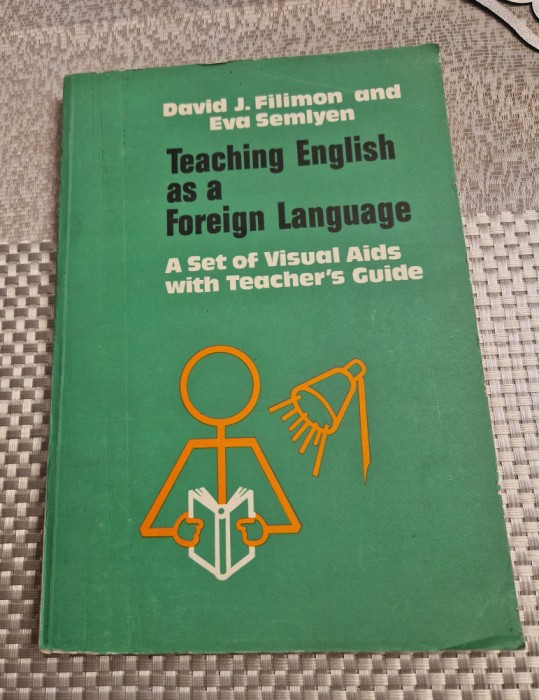 David J. Filimon and
Eva Semlyen
Teaching English
as a
Foreign Language
A Set of Visual Aids
with Teacher's Guide